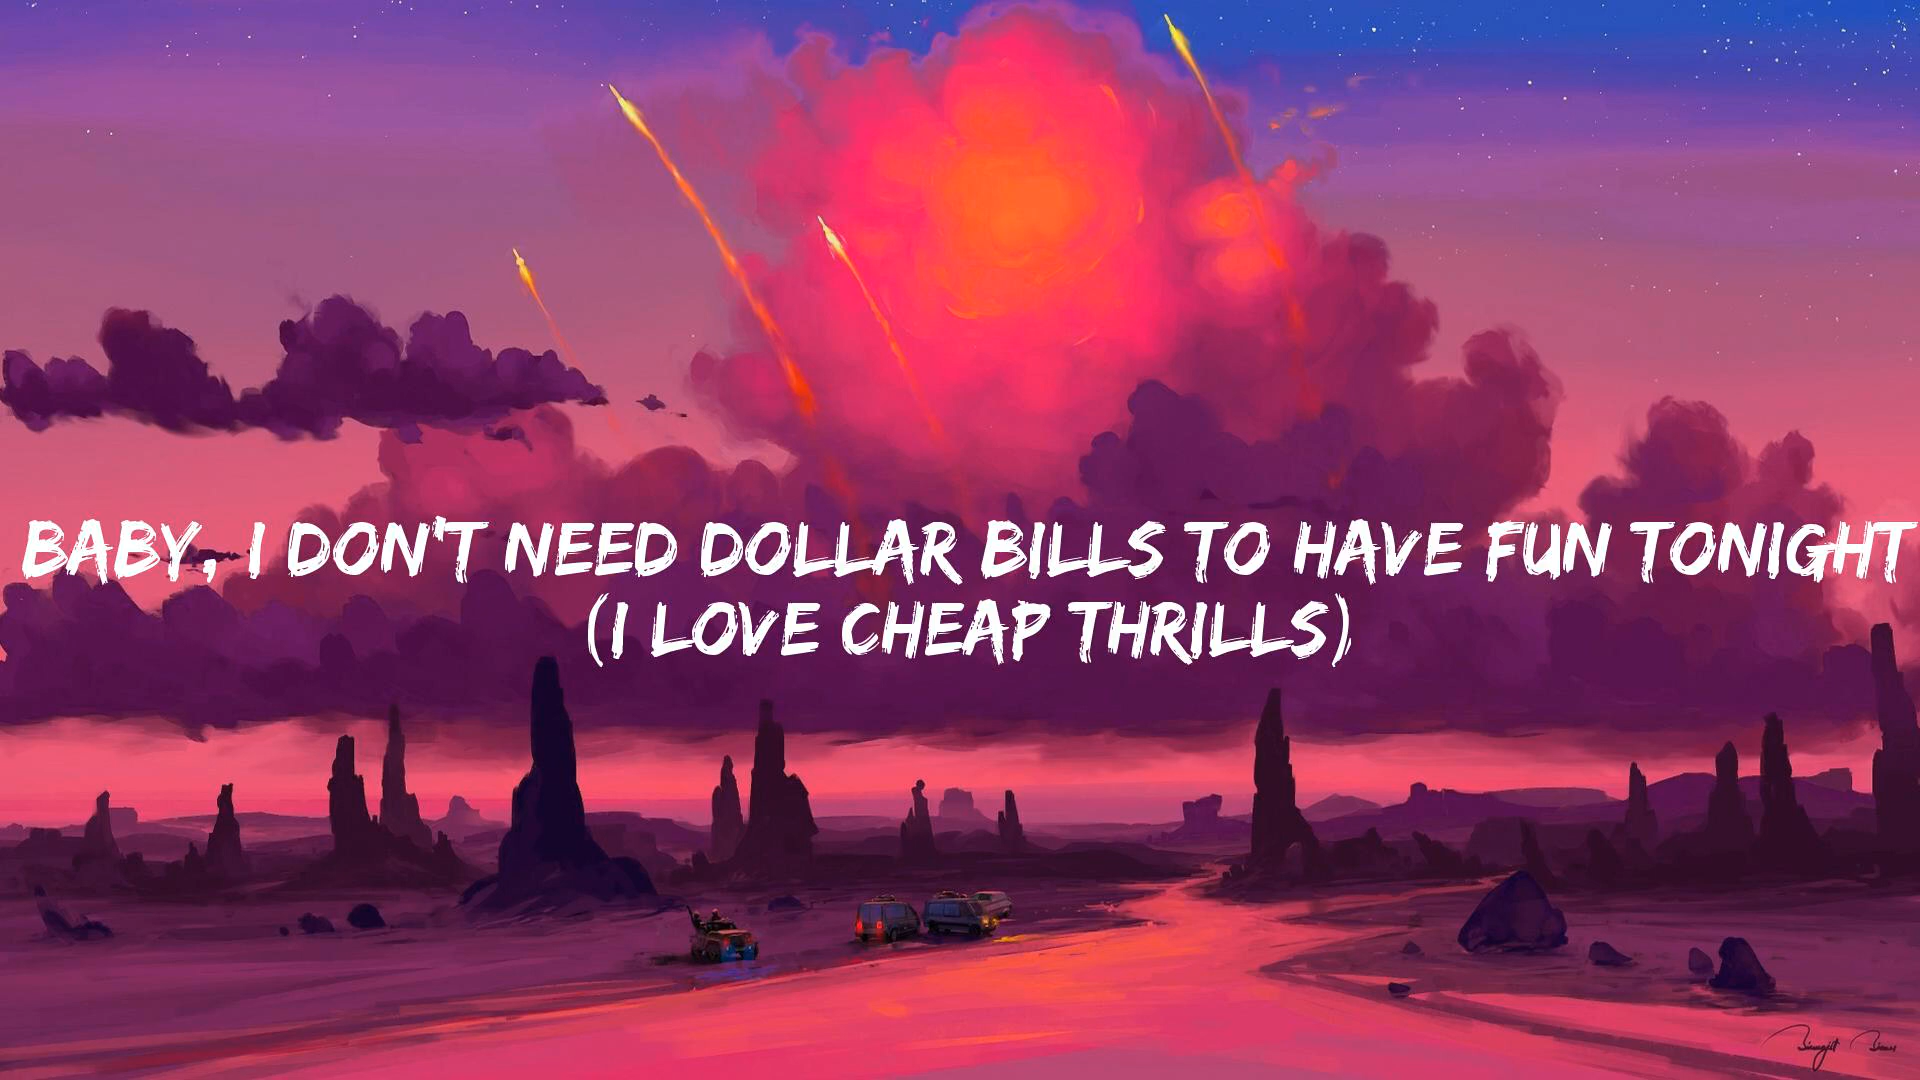 BABY, I DON'T NEED DOLLAR BILLS TO HAVE FUN TONIGHT
(I LOVE CHEAP THRILLS)